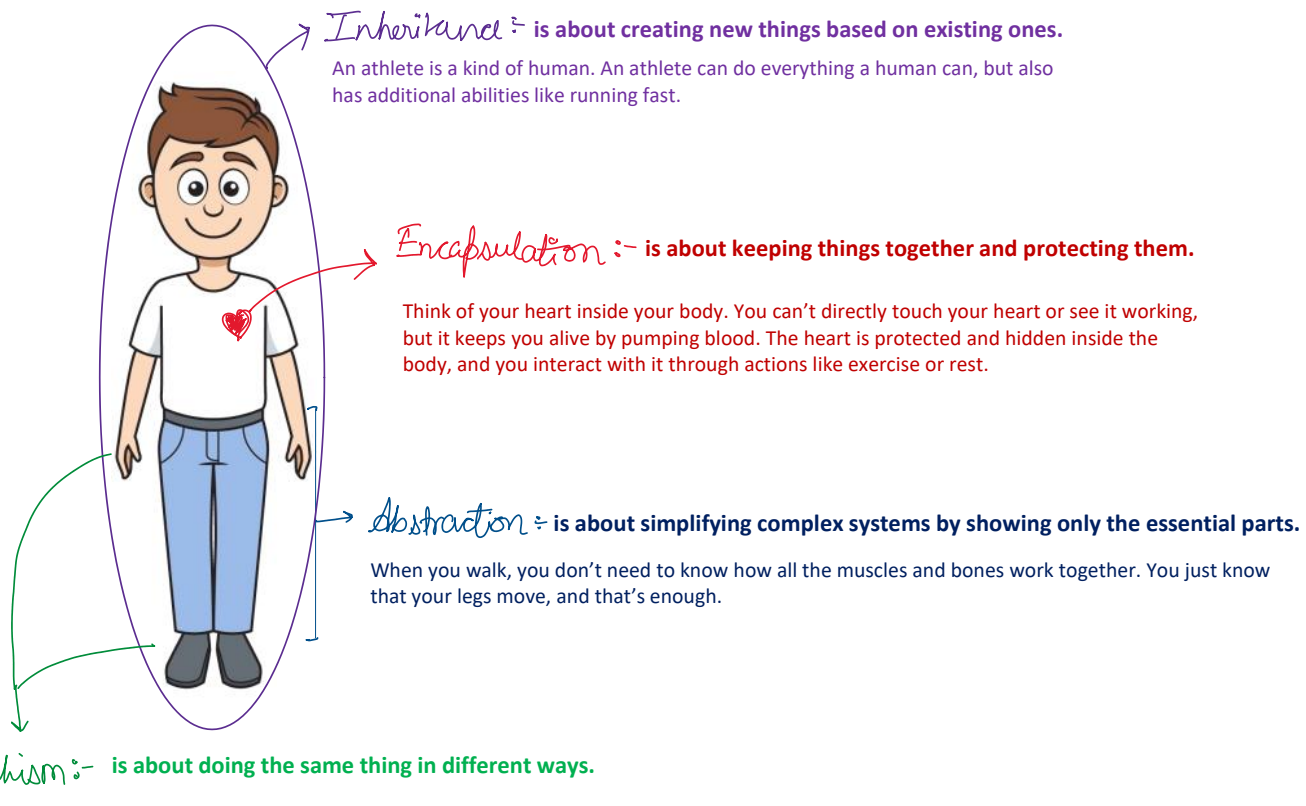 Inheritance :- is about creating new things based on existing ones.
An athlete is a kind of human. An athlete can do everything a human can, but also
has additional abilities like running fast.
Encapsulation :- is about keeping things together and protecting them.
Think of your heart inside your body. You can’t directly touch your heart or see it working,
but it keeps you alive by pumping blood. The heart is protected and hidden inside the
body, and you interact with it through actions like exercise or rest.
Abstraction :- is about simplifying complex systems by showing only the essential parts.
When you walk, you don’t need to know how all the muscles and bones work together. You just know
that your legs move, and that’s enough.
hism :- is about doing the same thing in different ways.